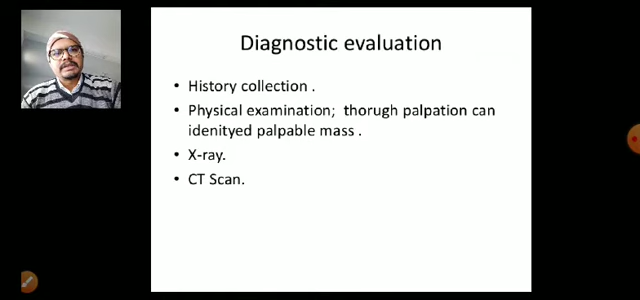 Diagnostic evaluation
• History collection .
• Physical examination; thorugh palpation can
idenityed palpable mass .
• X-ray.
• CT Scan.